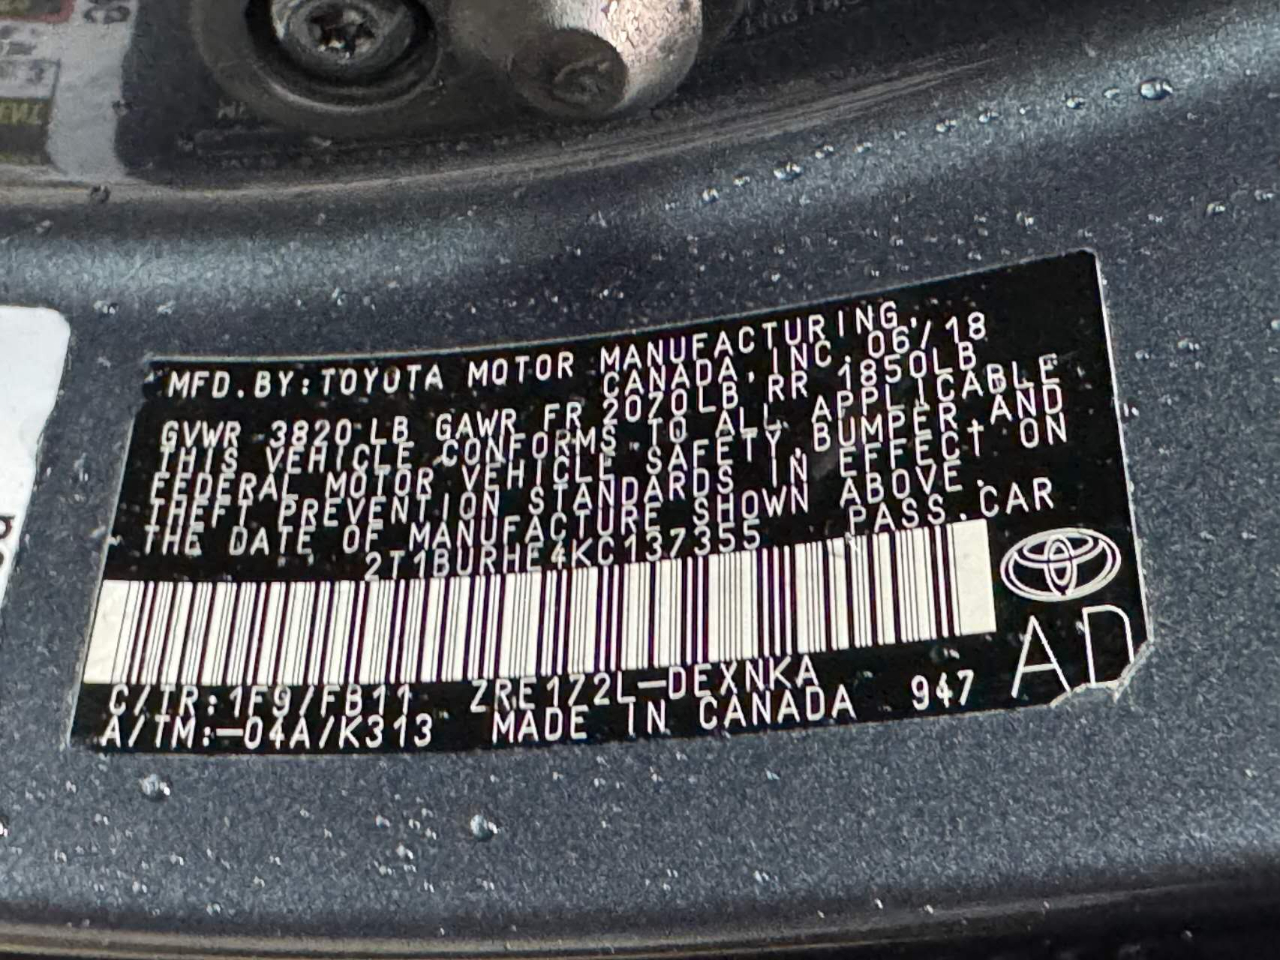 MFD.BY:TOYOTA MOTOR MANUFACTURING,
CANADA, INC. 06/18
GVWR 3820 LB GAWR FR 2070LB RR 1850LB
THIS VEHICLE CONFORMS TO ALL APPLICABLE
FEDERAL MOTOR VEHICLE SAFETY, BUMPER, AND
THEFT PREVENTION STANDARDS IN EFFECT ON
THE DATE OF MANUFACTURE SHOWN ABOVE.
2T1BURHE4KC137355 PASS.CAR
C/TR:1F9/FB11 ZRE172L-DEXNKA
A/TM:-04A/K313 MADE IN CANADA 947
AD